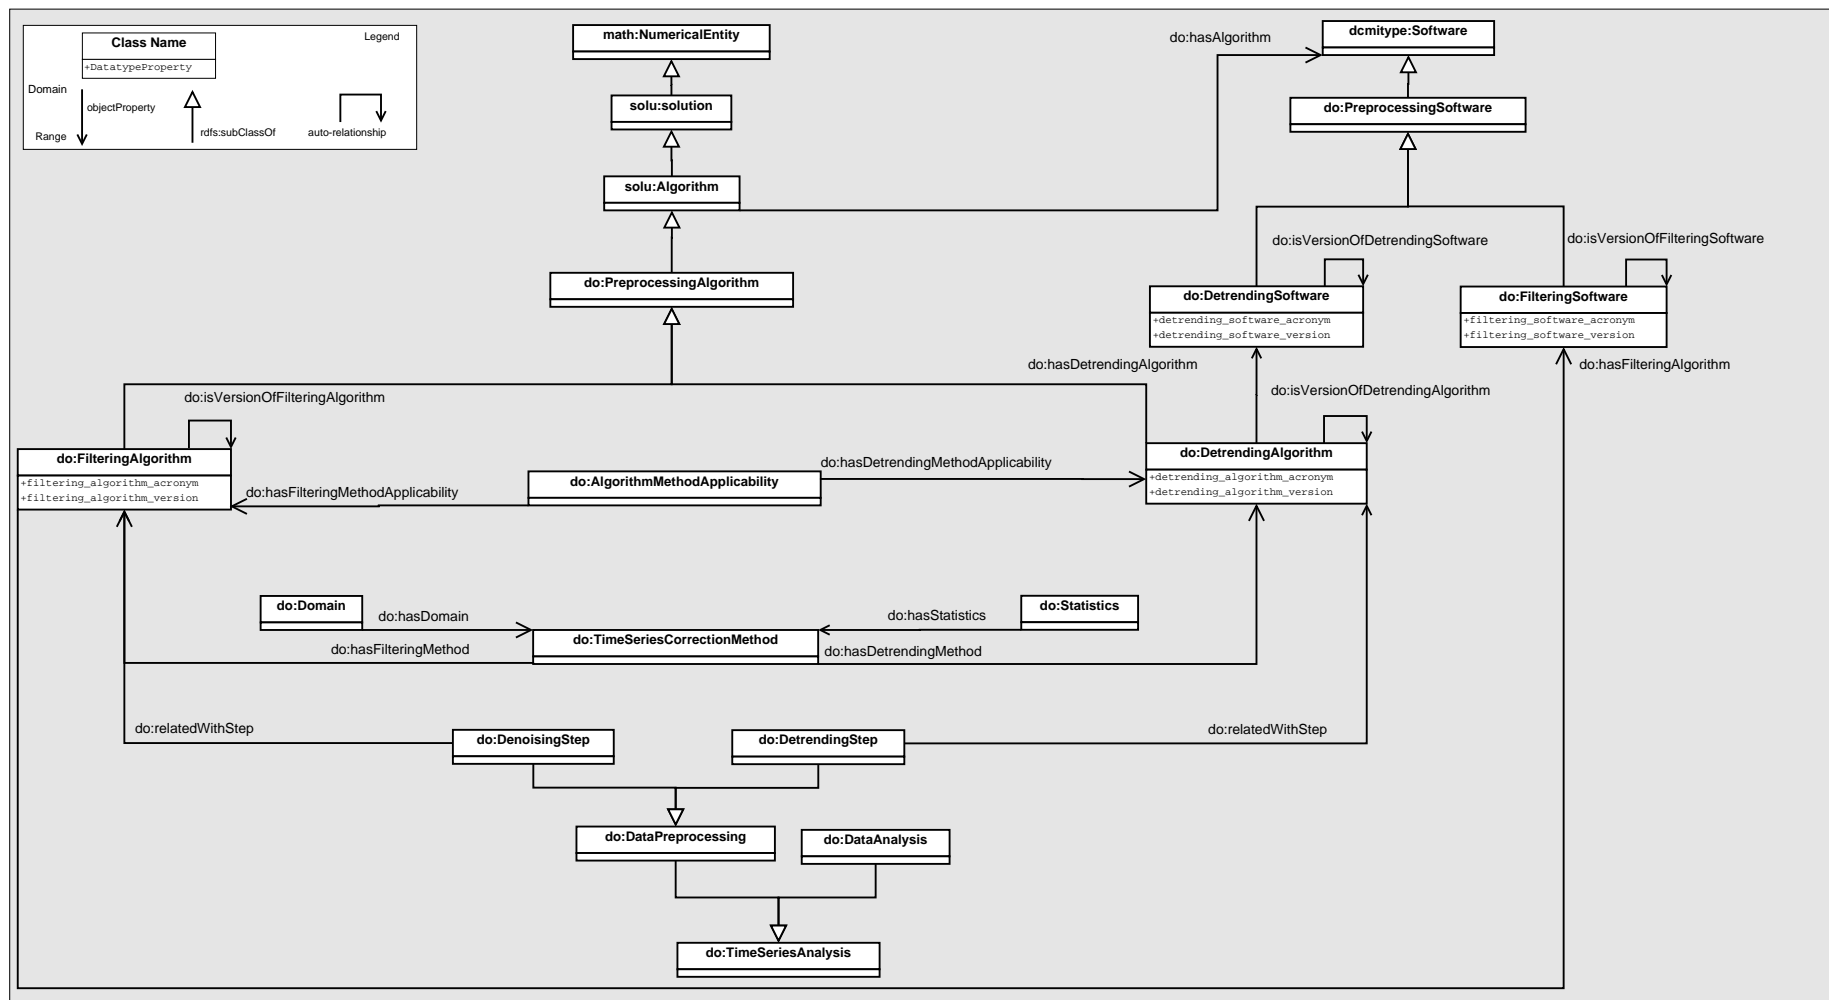 Class Name
Legend
+DatatypeProperty
Domain
objectProperty
Range
rdfs:subClassOf
auto-relationship
math:NumericalEntity
do:hasAlgorithm
dcmitype:Software
solu:solution
do:PreprocessingSoftware
solu:Algorithm
do:isVersionOfDetrendingSoftware
do:isVersionOfFilteringSoftware
do:PreprocessingAlgorithm
do:DetrendingSoftware
+detrending_software_acronym
+detrending_software_version
do:FilteringSoftware
+filtering_software_acronym
+filtering_software_version
do:hasDetrendingAlgorithm
do:hasFilteringAlgorithm
do:isVersionOfFilteringAlgorithm
do:isVersionOfDetrendingAlgorithm
do:FilteringAlgorithm
+filtering_algorithm_acronym
+filtering_algorithm_version
do:hasFilteringMethodApplicability
do:AlgorithmMethodApplicability
do:hasDetrendingMethodApplicability
do:DetrendingAlgorithm
+detrending_algorithm_acronym
+detrending_algorithm_version
do:Domain
do:hasDomain
do:hasStatistics
do:Statistics
do:TimeSeriesCorrectionMethod
do:hasFilteringMethod
do:hasDetrendingMethod
do:relatedWithStep
do:DenoisingStep
do:DetrendingStep
do:relatedWithStep
do:DataPreprocessing
do:DataAnalysis
do:TimeSeriesAnalysis